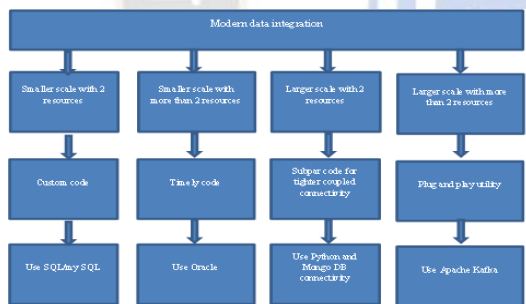 Modern data integration
Smaller scale with 2
resources
Smaller scale with
more than 2 resources
Larger scale with 2
resources
Larger scale with more
than 2 resources
Custom code
Timely code
Subpar code for
tighter coupled
connectivity
Plug and play utility
Use SQL/my SQL
Use Oracle
Use Python and
Mongo DB
connectivity
Use Apache Kafka